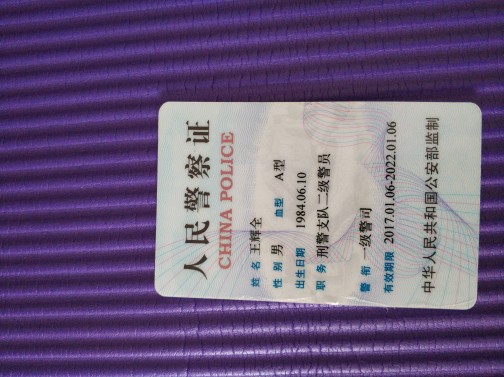 人民警察证
CHINA POLICE
姓 名 王辉全
性 别 男 血型 A型
出生日期 1984.06.10
职 务 刑警支队二级警员
警 衔 一级警司
有效期限 2017.01.06-2022.01.06
中华人民共和国公安部监制